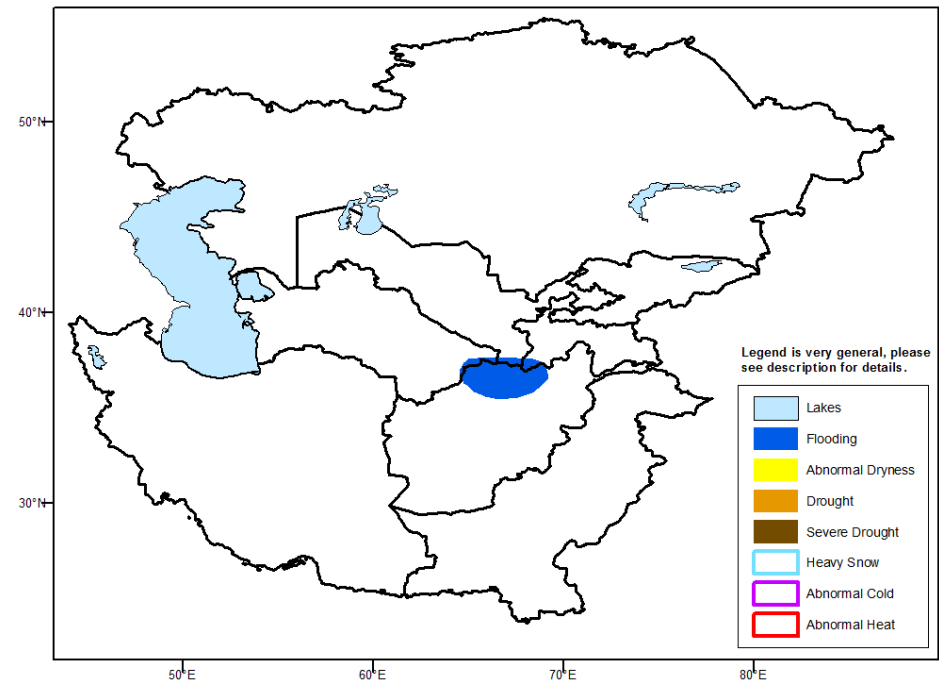 50°N
40°N
30°N
Legend is very general, please
see description for details.
Lakes
Flooding
Abnormal Dryness
Drought
Severe Drought
Heavy Snow
Abnormal Cold
Abnormal Heat
50°E
60°E
70°E
80°E